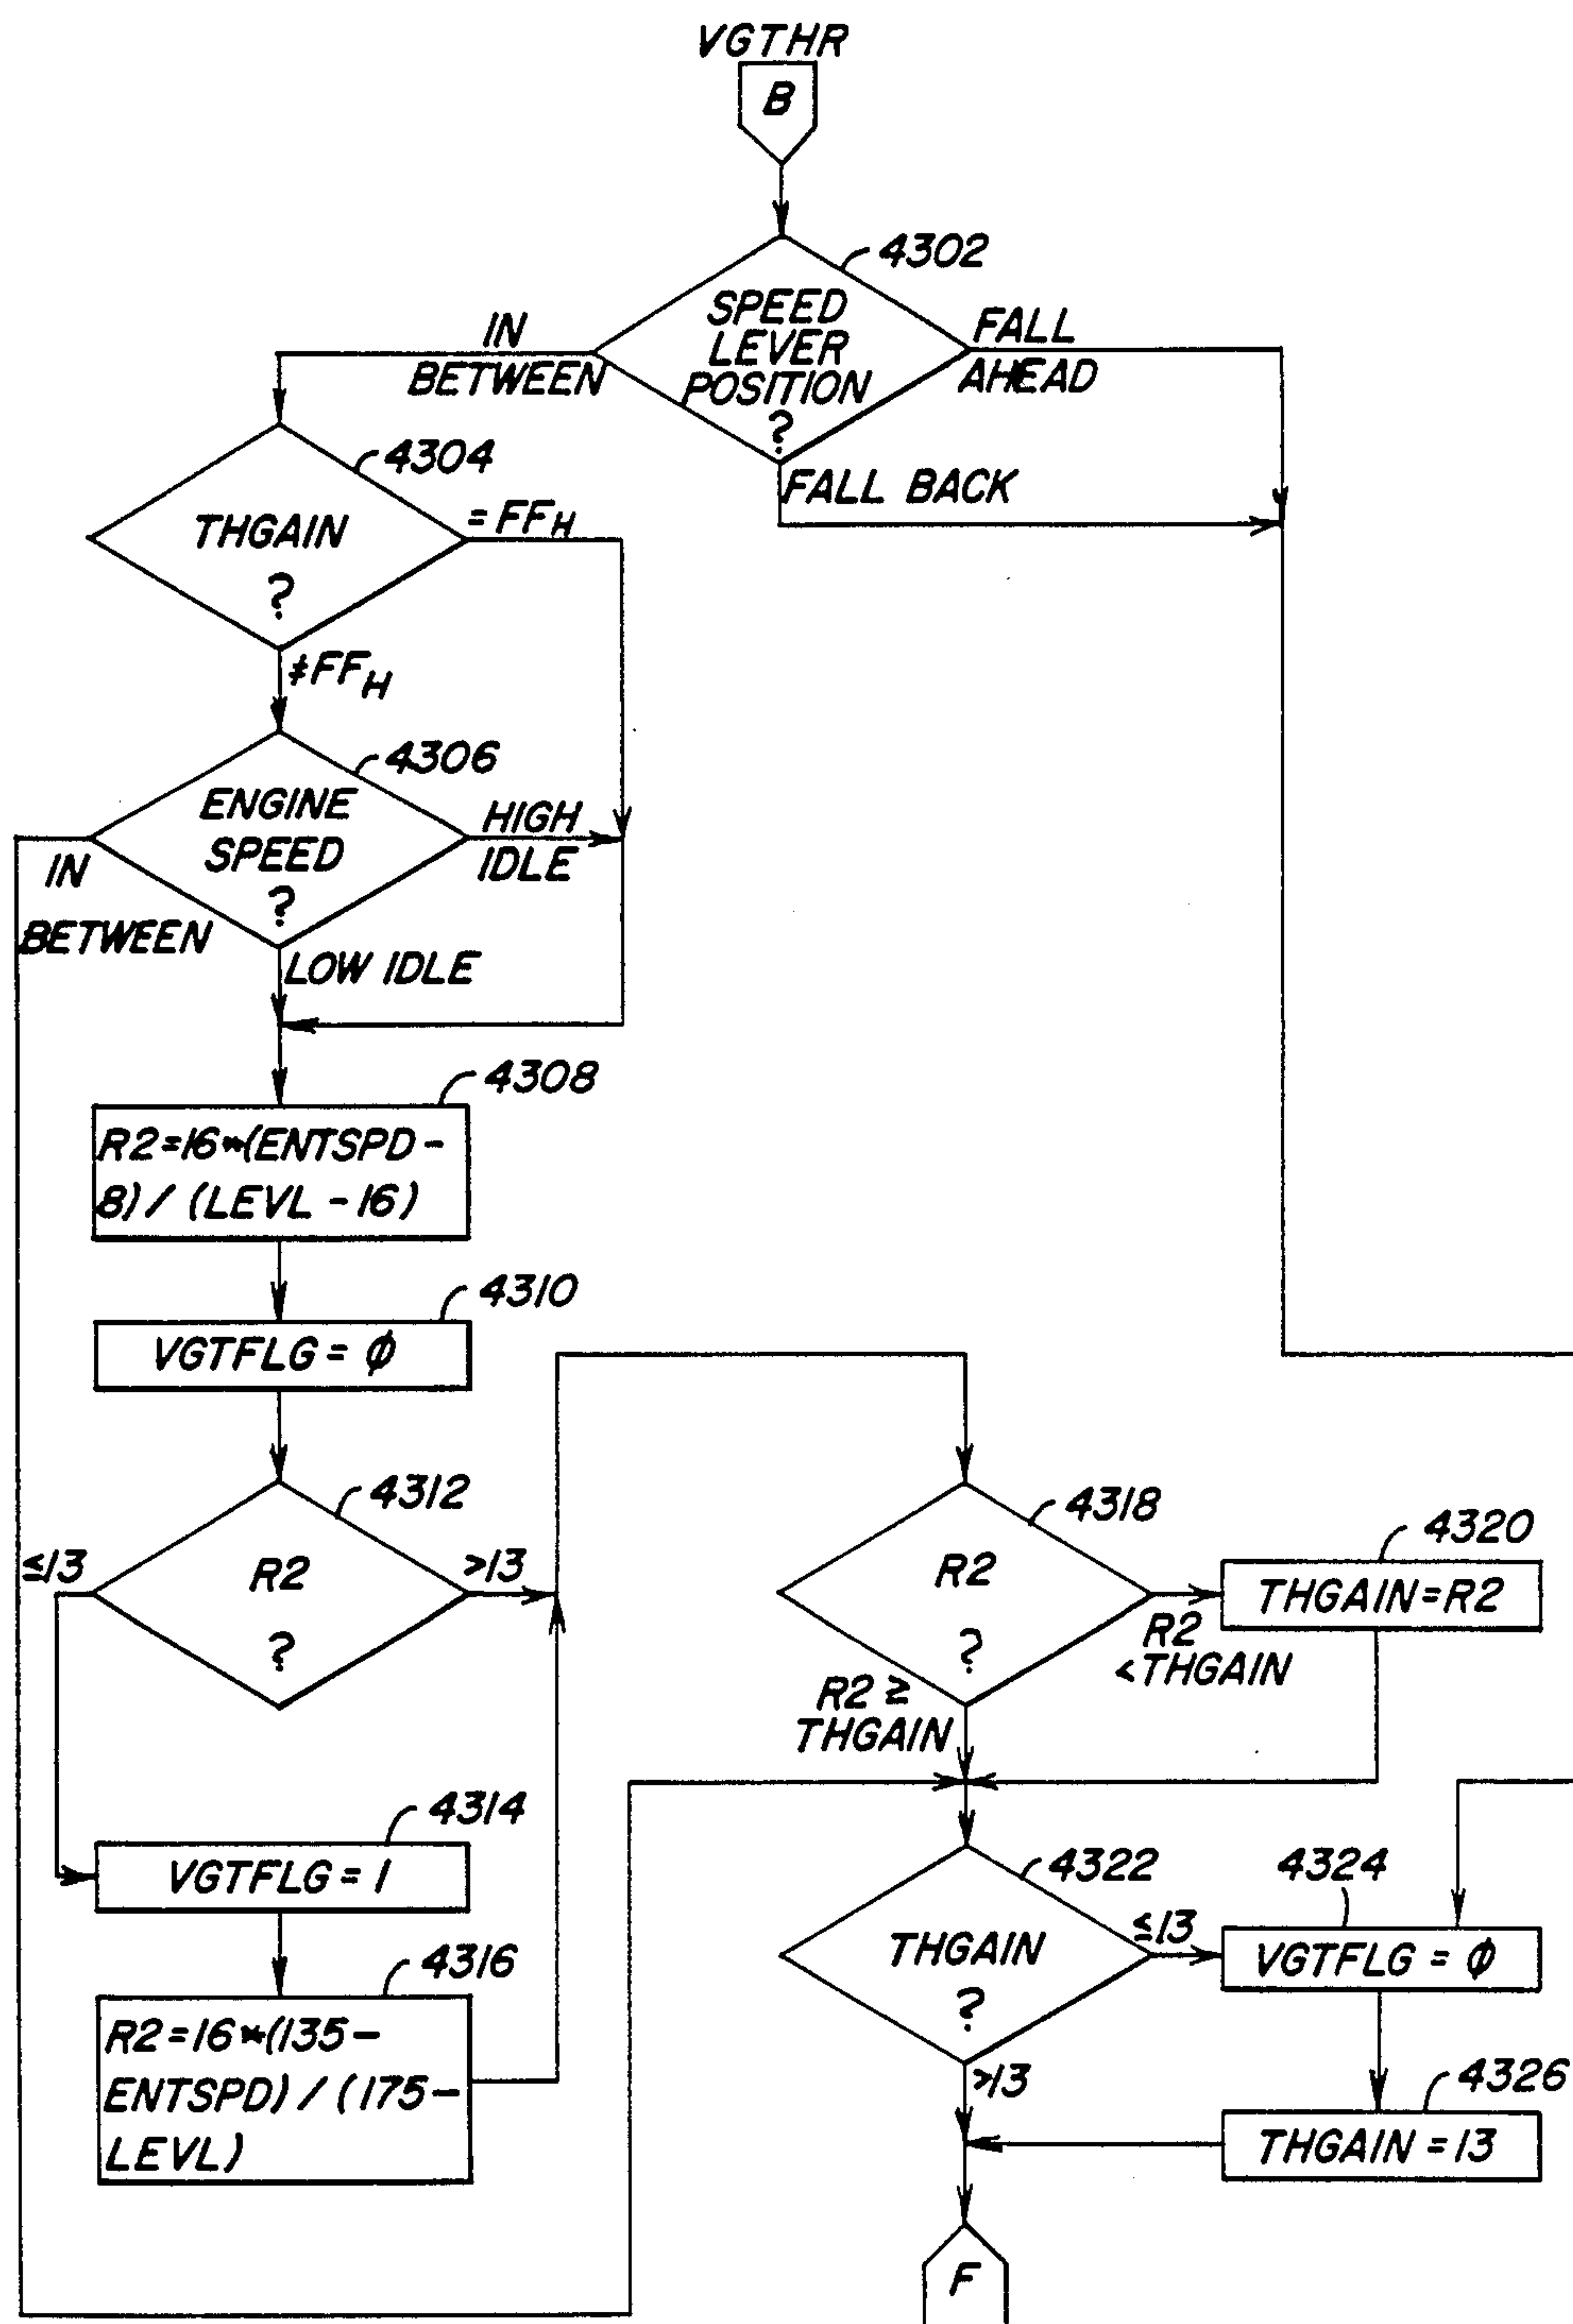 VGTHR
B
4302
SPEED
LEVER
POSITION
?
IN
BETWEEN
FALL
AHEAD
FALL BACK
4304
THGAIN
?
=FFH
≠FFH
4306
ENGINE
SPEED
?
HIGH
IDLE
IN
BETWEEN
LOW IDLE
4308
R2=16*(ENTSPD-
8)/(LEVL-16)
4310
VGTFLG=φ
4312
R2
?
≤13
>13
4314
VGTFLG=1
4316
R2=16*(135-
ENTSPD)/(175-
LEVL)
4318
R2
?
R2
<THGAIN
R2≥
THGAIN
4320
THGAIN=R2
4322
THGAIN
?
≤13
>13
4324
VGTFLG=φ
4326
THGAIN=13
F